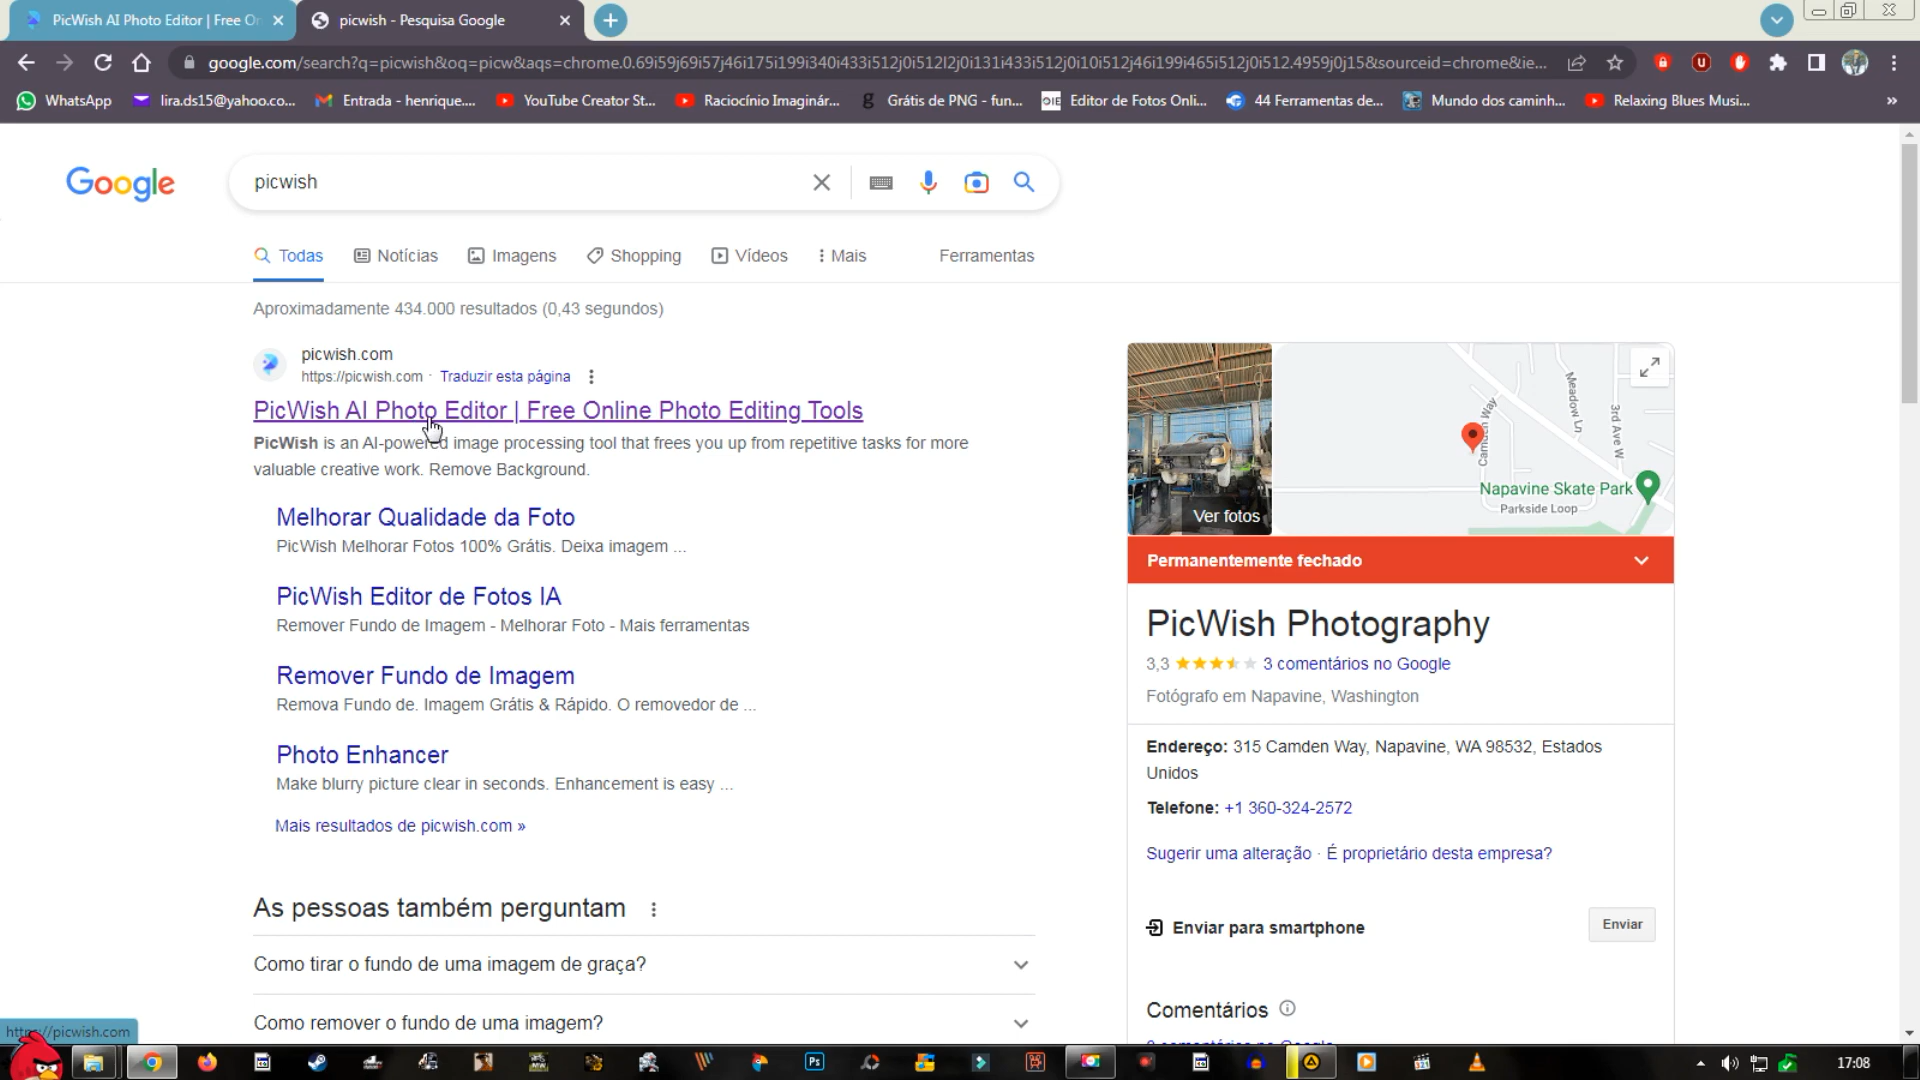 PicWish AI Photo Editor | Free On
picwish - Pesquisa Google
google.com/search?q=picwish&oq=picw&aqs=chrome.0.69i59j69i57j46i175i199i340i433i512j0i512l2j0i131i433i512j0i10i512j46i199i465i512j0i512.4959j0j15&sourceid=chrome&ie...
WhatsApp
lira.ds15@yahoo.co...
Entrada - henrique....
YouTube Creator St...
Raciocínio Imaginár...
Grátis de PNG - fun...
Editor de Fotos Onli...
44 Ferramentas de...
Mundo dos caminh...
Relaxing Blues Musi...
Google
picwish
Todas
Notícias
Imagens
Shopping
Vídeos
Mais
Ferramentas
Aproximadamente 434.000 resultados (0,43 segundos)
picwish.com
https://picwish.com · Traduzir esta página
PicWish AI Photo Editor | Free Online Photo Editing Tools
PicWish is an AI-powered image processing tool that frees you up from repetitive tasks for more
valuable creative work. Remove Background.
Melhorar Qualidade da Foto
PicWish Melhorar Fotos 100% Grátis. Deixa imagem ...
PicWish Editor de Fotos IA
Remover Fundo de Imagem - Melhorar Foto - Mais ferramentas
Remover Fundo de Imagem
Remova Fundo de. Imagem Grátis & Rápido. O removedor de ...
Photo Enhancer
Make blurry picture clear in seconds. Enhancement is easy ...
Mais resultados de picwish.com »
As pessoas também perguntam
Como tirar o fundo de uma imagem de graça?
Como remover o fundo de uma imagem?
Ver fotos
Camden Way
Meadow Ln
3rd Ave W
Napavine Skate Park
Parkside Loop
Permanentemente fechado
PicWish Photography
3,3 3 comentários no Google
Fotógrafo em Napavine, Washington
Endereço: 315 Camden Way, Napavine, WA 98532, Estados
Unidos
Telefone: +1 360-324-2572
Sugerir uma alteração · É proprietário desta empresa?
Enviar para smartphone
Enviar
Comentários
https://picwish.com
Ps
17:08